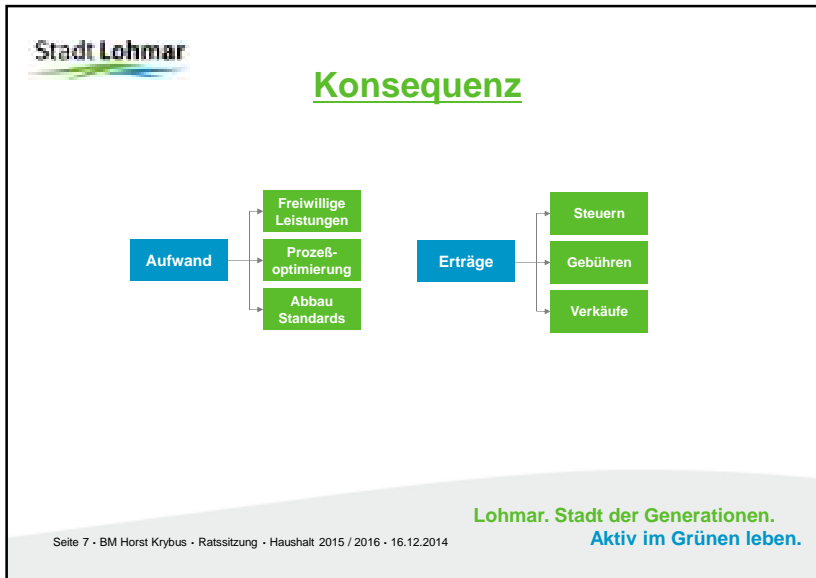 Stadt Lohmar
Konsequenz
Aufwand
Freiwillige
Leistungen
Prozeß-
optimierung
Abbau
Standards
Erträge
Steuern
Gebühren
Verkäufe
Lohmar. Stadt der Generationen.
Aktiv im Grünen leben.
Seite 7 · BM Horst Krybus · Ratssitzung · Haushalt 2015 / 2016 · 16.12.2014